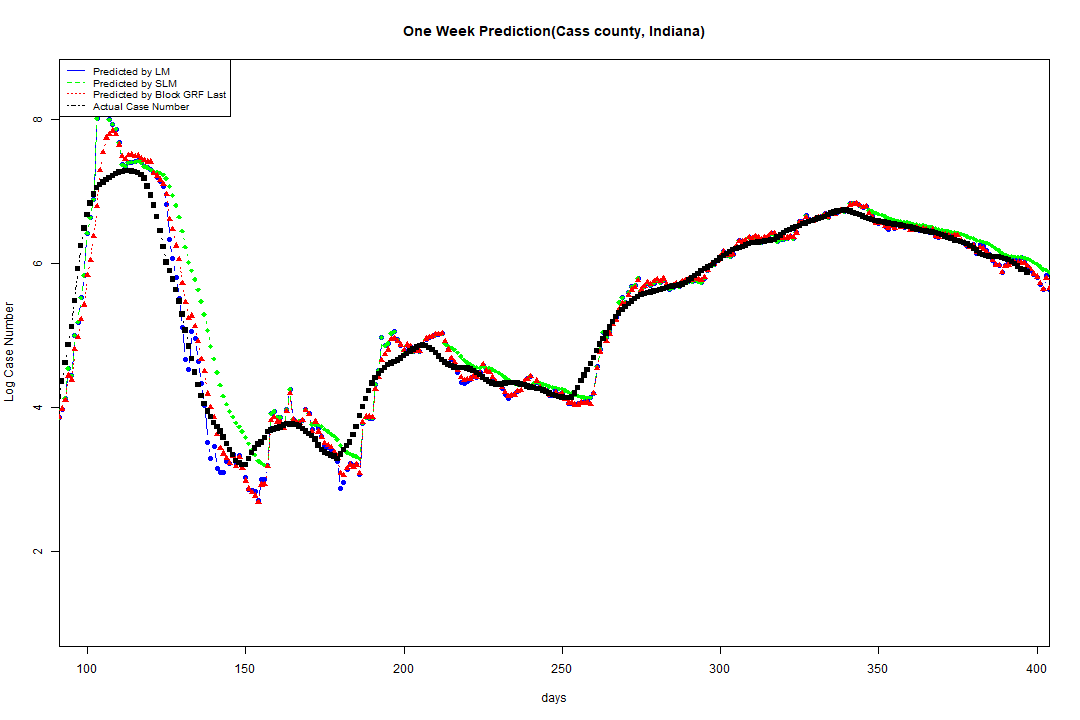 One Week Prediction(Cass county, Indiana)
Predicted by LM
Predicted by SLM
Predicted by Block GRF Last
Actual Case Number
8
6
4
2
Log Case Number
100 150 200 250 300 350 400
days